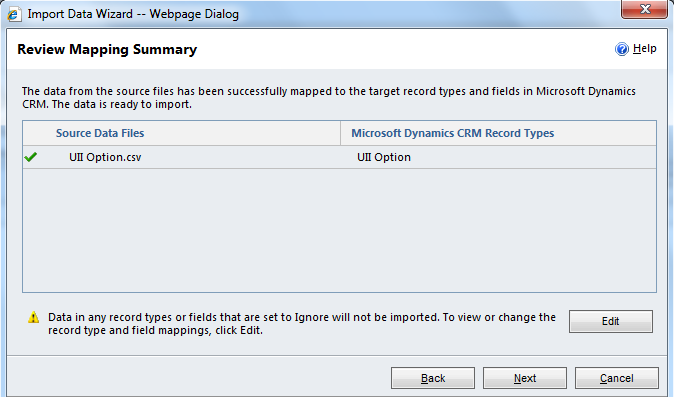 Import Data Wizard -- Webpage Dialog
Review Mapping Summary
Help
The data from the source files has been successfully mapped to the target record types and fields in Microsoft Dynamics
CRM. The data is ready to import.
Source Data Files Microsoft Dynamics CRM Record Types
UII Option.csv UII Option
Data in any record types or fields that are set to Ignore will not be imported. To view or change the
record type and field mappings, click Edit.
Edit
Back Next Cancel